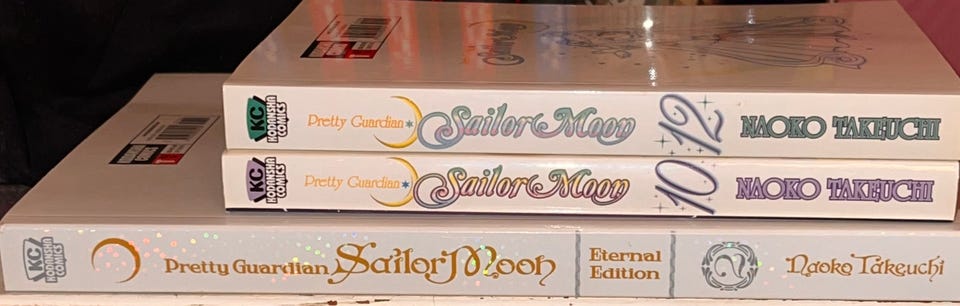 KC KODANSHA COMICS Pretty Guardian Sailor Moon 12 NAOKO TAKEUCHI
KC KODANSHA COMICS Pretty Guardian Sailor Moon 10 NAOKO TAKEUCHI
KC KODANSHA COMICS Pretty Guardian Sailor Moon Eternal Edition 2 Naoko Takeuchi